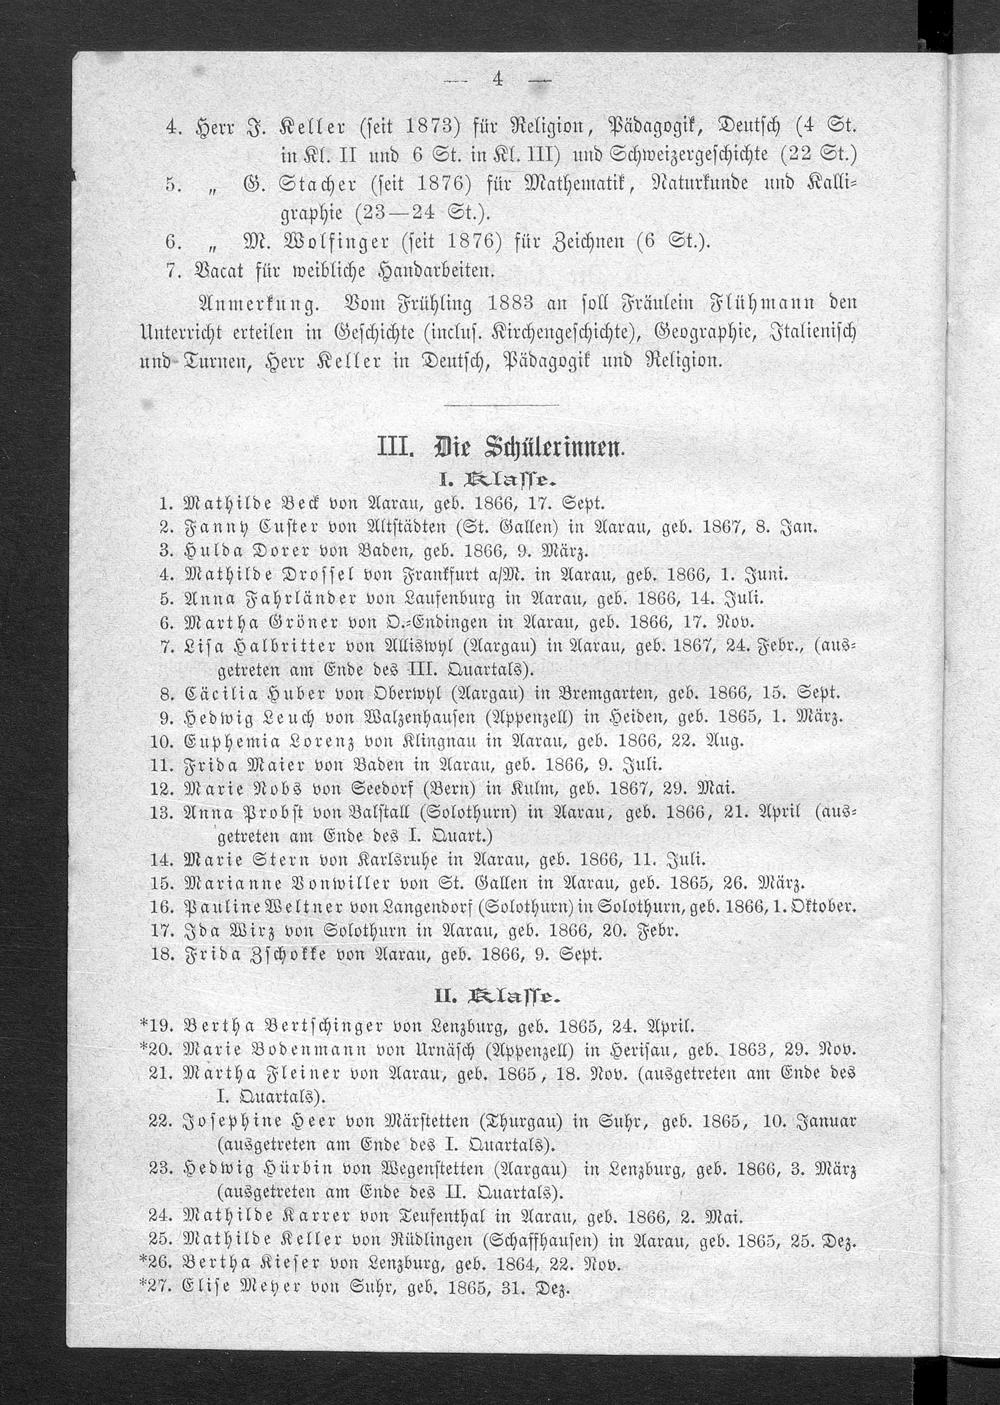 — 4 —
4. Herr J. Keller (seit 1873) für Religion, Pädagogik, Deutsch (4 St.
in Kl. II und 6 St. in Kl. III) und Schweizergeschichte (22 St.)
5. „ G. Stacher (seit 1876) für Mathematik, Naturkunde und Kalli-
graphie (23—24 St.).
6. „ M. Wolfinger (seit 1876) für Zeichnen (6 St.).
7. Vacat für weibliche Handarbeiten.
Anmerkung. Vom Frühling 1883 an soll Fräulein Flühmann den
Unterricht erteilen in Geschichte (inclus. Kirchengeschichte), Geographie, Italienisch
und Turnen, Herr Keller in Deutsch, Pädagogik und Religion.
III. Die Schülerinnen.
I. Klasse.
1. Mathilde Beck von Aarau, geb. 1866, 17. Sept.
2. Fanny Custer von Altstädten (St. Gallen) in Aarau, geb. 1867, 8. Jan.
3. Hulda Dorer von Baden, geb. 1866, 9. März.
4. Mathilde Drossel von Frankfurt a/M. in Aarau, geb. 1866, 1. Juni.
5. Anna Fahrländer von Laufenburg in Aarau, geb. 1866, 14. Juli.
6. Martha Gröner von O.-Endingen in Aarau, geb. 1866, 17. Nov.
7. Lisa Halbritter von Alliswyl (Aargau) in Aarau, geb. 1867, 24. Febr., (aus-
getreten am Ende des III. Quartals).
8. Cäcilia Huber von Oberwyl (Aargau) in Bremgarten, geb. 1866, 15. Sept.
9. Hedwig Leuch von Walzenhausen (Appenzell) in Heiden, geb. 1865, 1. März.
10. Euphemia Lorenz von Klingnau in Aarau, geb. 1866, 22. Aug.
11. Frida Maier von Baden in Aarau, geb. 1866, 9. Juli.
12. Marie Nobs von Seedorf (Bern) in Kulm, geb. 1867, 29. Mai.
13. Anna Probst von Balstall (Solothurn) in Aarau, geb. 1866, 21. April (aus-
getreten am Ende des I. Quart.)
14. Marie Stern von Karlsruhe in Aarau, geb. 1866, 11. Juli.
15. Marianne Vonwiller von St. Gallen in Aarau, geb. 1865, 26. März.
16. Pauline Weltner von Langendorf (Solothurn) in Solothurn, geb. 1866, 1. Oktober.
17. Ida Wirz von Solothurn in Aarau, geb. 1866, 20. Febr.
18. Frida Zschokke von Aarau, geb. 1866, 9. Sept.
II. Klasse.
*19. Bertha Bertschinger von Lenzburg, geb. 1865, 24. April.
*20. Marie Bodenmann von Urnäsch (Appenzell) in Herisau, geb. 1863, 29. Nov.
21. Martha Fleiner von Aarau, geb. 1865, 18. Nov. (ausgetreten am Ende des
I. Quartals).
22. Josephine Heer von Märstetten (Thurgau) in Suhr, geb. 1865, 10. Januar
(ausgetreten am Ende des I. Quartals).
23. Hedwig Hürbin von Wegenstetten (Aargau) in Lenzburg, geb. 1866, 3. März
(ausgetreten am Ende des II. Quartals).
24. Mathilde Karrer von Teufenthal in Aarau, geb. 1866, 2. Mai.
25. Mathilde Keller von Rüdlingen (Schaffhausen) in Aarau, geb. 1865, 25. Dez.
*26. Bertha Kieser von Lenzburg, geb. 1864, 22. Nov.
*27. Elise Meyer von Suhr, geb. 1865, 31. Dez.